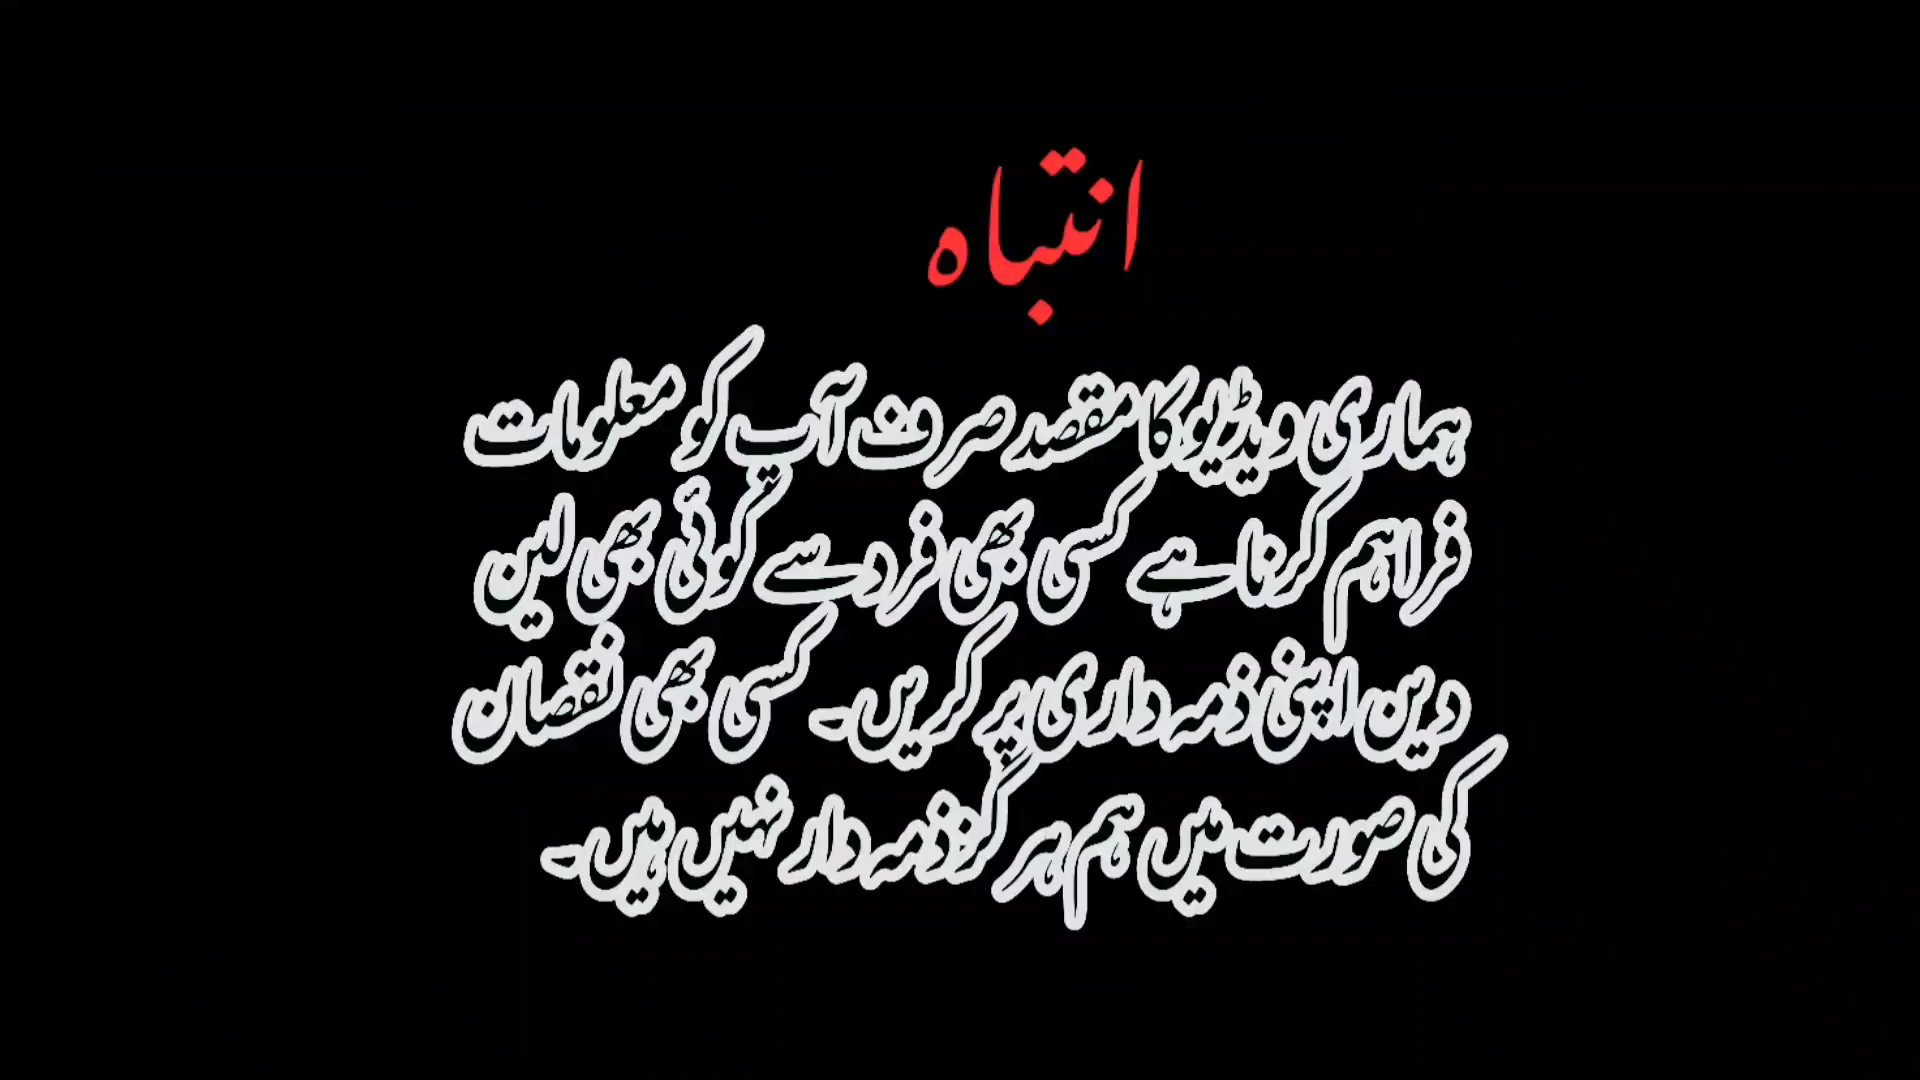 انتباہ
ہماری ویڈیو کا مقصد صرف آپ کو معلومات
فراہم کرنا ہے کسی بھی فرد سے کوئی بھی لین
دین اپنی ذمہ داری پر کریں۔ کسی بھی نقصان
کی صورت میں ہم ہرگز ذمہ دار نہیں ہیں۔